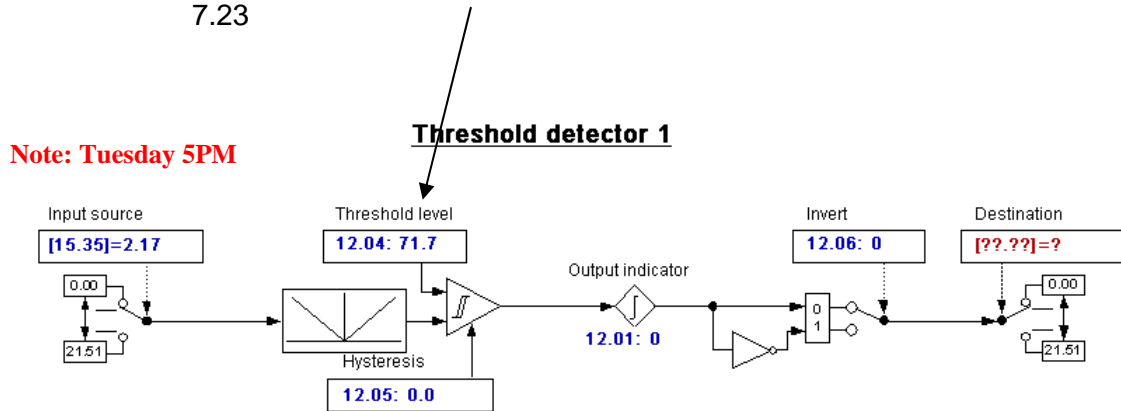 7.23
Threshold detector 1
Note: Tuesday 5PM
Input source
Threshold level
Invert
Destination
[15.35]=2.17
12.04: 71.7
12.06: 0
[??.??]=?
Output indicator
0.00
0.00
0
1
12.01: 0
21.51
21.51
Hysteresis
12.05: 0.0